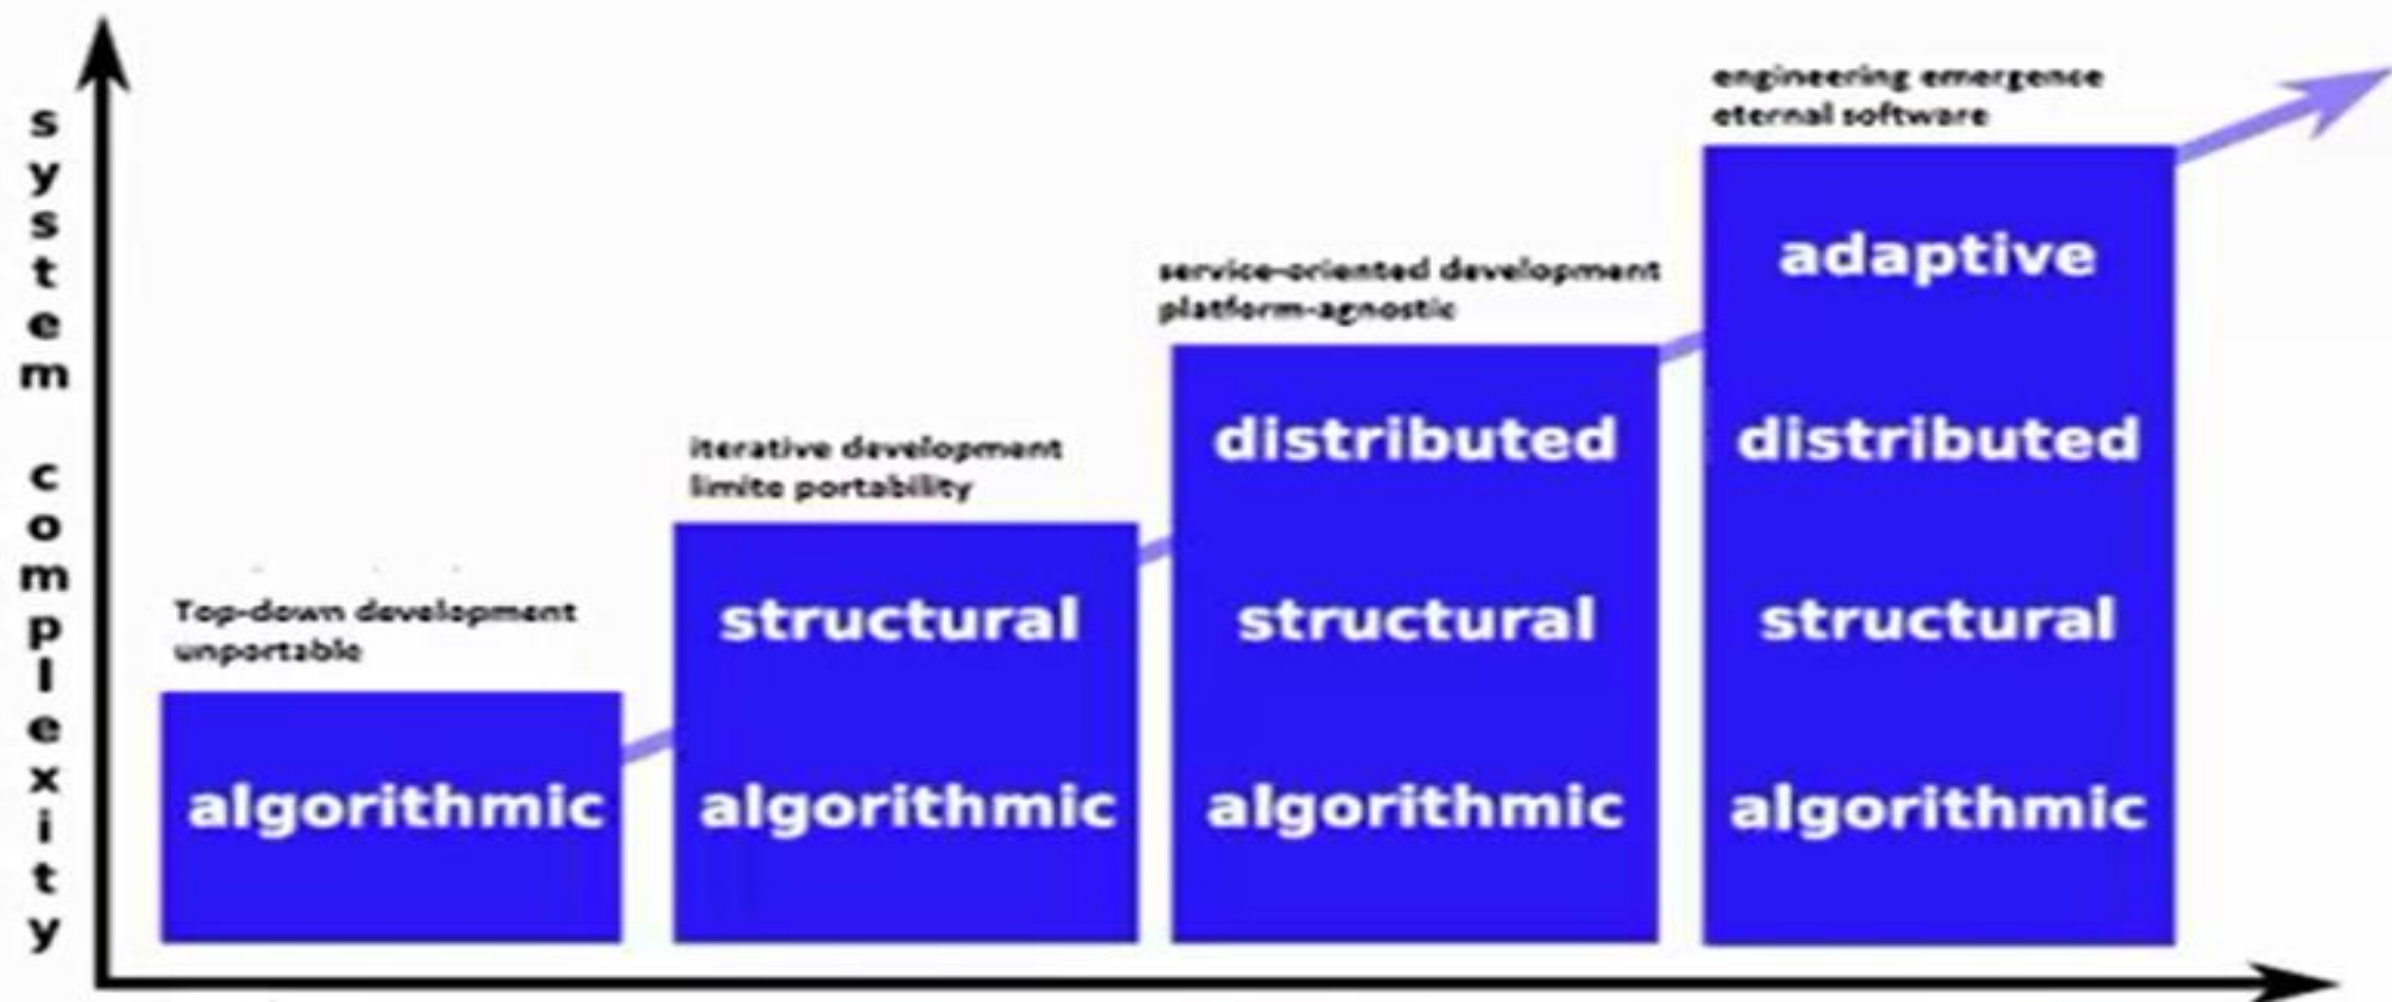 system complexity
Top-down development
unportable
algorithmic
iterative development
limite portability
structural
algorithmic
service-oriented development
platform-agnostic
distributed
structural
algorithmic
engineering emergence
eternal software
adaptive
distributed
structural
algorithmic